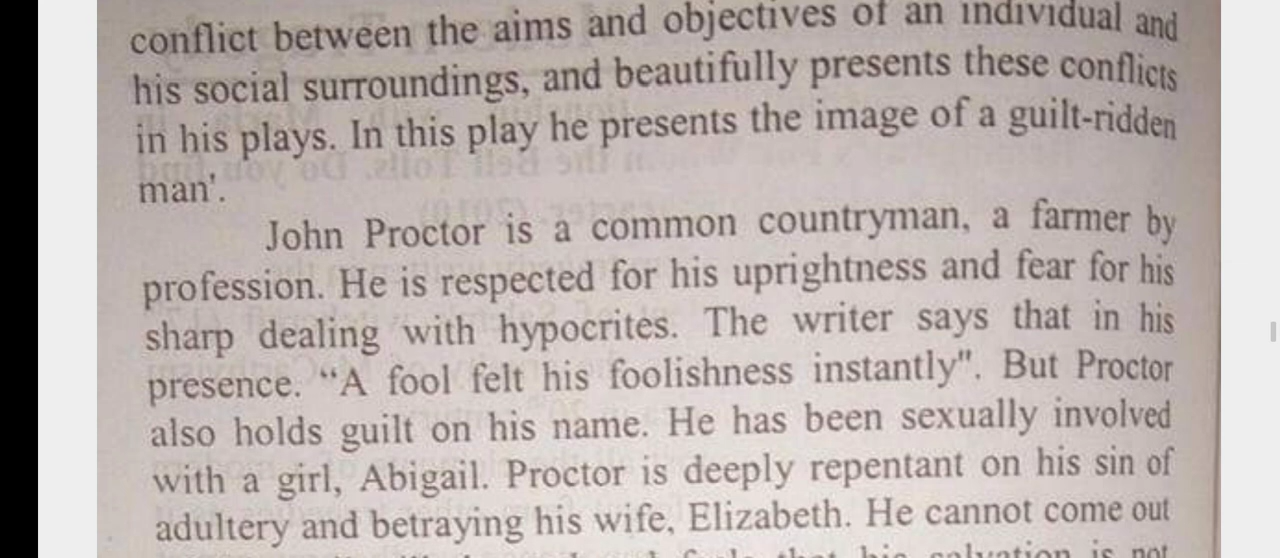 conflict between the aims and objectives of an individual and
his social surroundings, and beautifully presents these conflicts
in his plays. In this play he presents the image of a guilt-ridden
man'.
John Proctor is a common countryman, a farmer by
profession. He is respected for his uprightness and fear for his
sharp dealing with hypocrites. The writer says that in his
presence. “A fool felt his foolishness instantly". But Proctor
also holds guilt on his name. He has been sexually involved
with a girl, Abigail. Proctor is deeply repentant on his sin of
adultery and betraying his wife, Elizabeth. He cannot come out
that his salvation is not